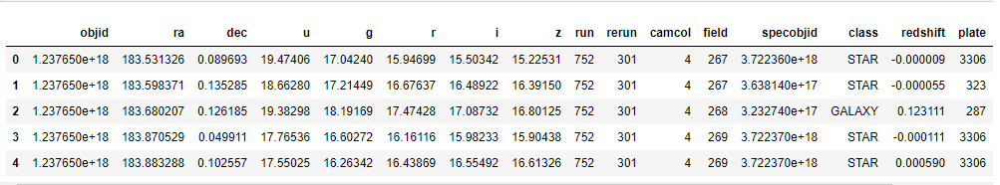 objid ra dec u g r i z run rerun camcol field specobjid class redshift plate
0 1.237650e+18 183.531326 0.089693 19.47406 17.04240 15.94699 15.50342 15.22531 752 301 4 267 3.722360e+18 STAR -0.000009 3306
1 1.237650e+18 183.598371 0.135285 18.66280 17.21449 16.67637 16.48922 16.39150 752 301 4 267 3.638140e+17 STAR -0.000055 323
2 1.237650e+18 183.680207 0.126185 19.38298 18.19169 17.47428 17.08732 16.80125 752 301 4 268 3.232740e+17 GALAXY 0.123111 287
3 1.237650e+18 183.870529 0.049911 17.76536 16.60272 16.16116 15.98233 15.90438 752 301 4 269 3.722370e+18 STAR -0.000111 3306
4 1.237650e+18 183.883288 0.102557 17.55025 16.26342 16.43869 16.55492 16.61326 752 301 4 269 3.722370e+18 STAR 0.000590 3306